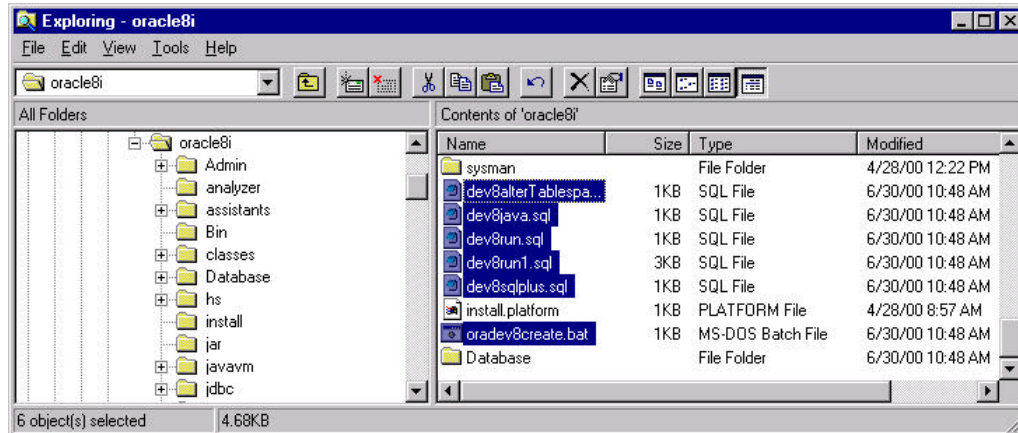 Exploring - oracle8i
File Edit View Tools Help
oracle8i
All Folders
Contents of 'oracle8i'
oracle8i
Admin
analyzer
assistants
Bin
classes
Database
hs
install
jar
javavm
jdbc
Name Size Type Modified
sysman File Folder 4/28/00 12:22 PM
dev8alterTablespa... 1KB SQL File 6/30/00 10:48 AM
dev8java.sql 1KB SQL File 6/30/00 10:48 AM
dev8run.sql 1KB SQL File 6/30/00 10:48 AM
dev8run1.sql 3KB SQL File 6/30/00 10:48 AM
dev8sqlplus.sql 1KB SQL File 6/30/00 10:48 AM
install.platform 1KB PLATFORM File 4/28/00 8:57 AM
oradev8create.bat 1KB MS-DOS Batch File 6/30/00 10:48 AM
Database File Folder 6/30/00 10:48 AM
6 object(s) selected 4.68KB